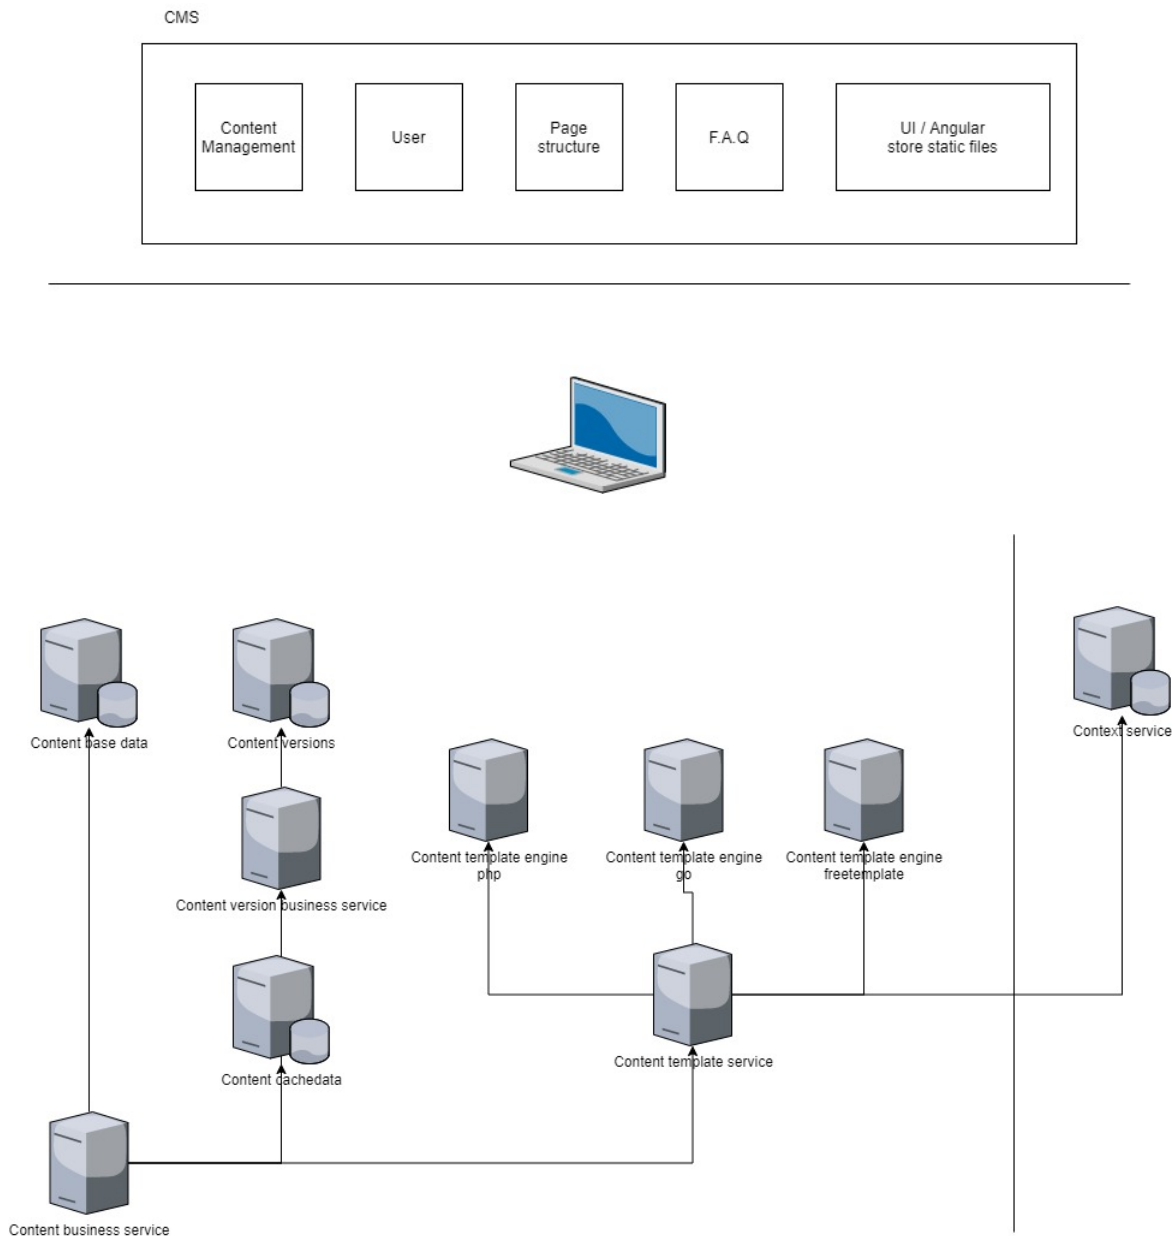 CMS
Content
Management
User
Page
structure
F.A.Q
UI / Angular
store static files
Content base data
Content versions
Context service
Content template engine
php
Content template engine
go
Content template engine
freetemplate
Content version business service
Content template service
Content cachedata
Content business service